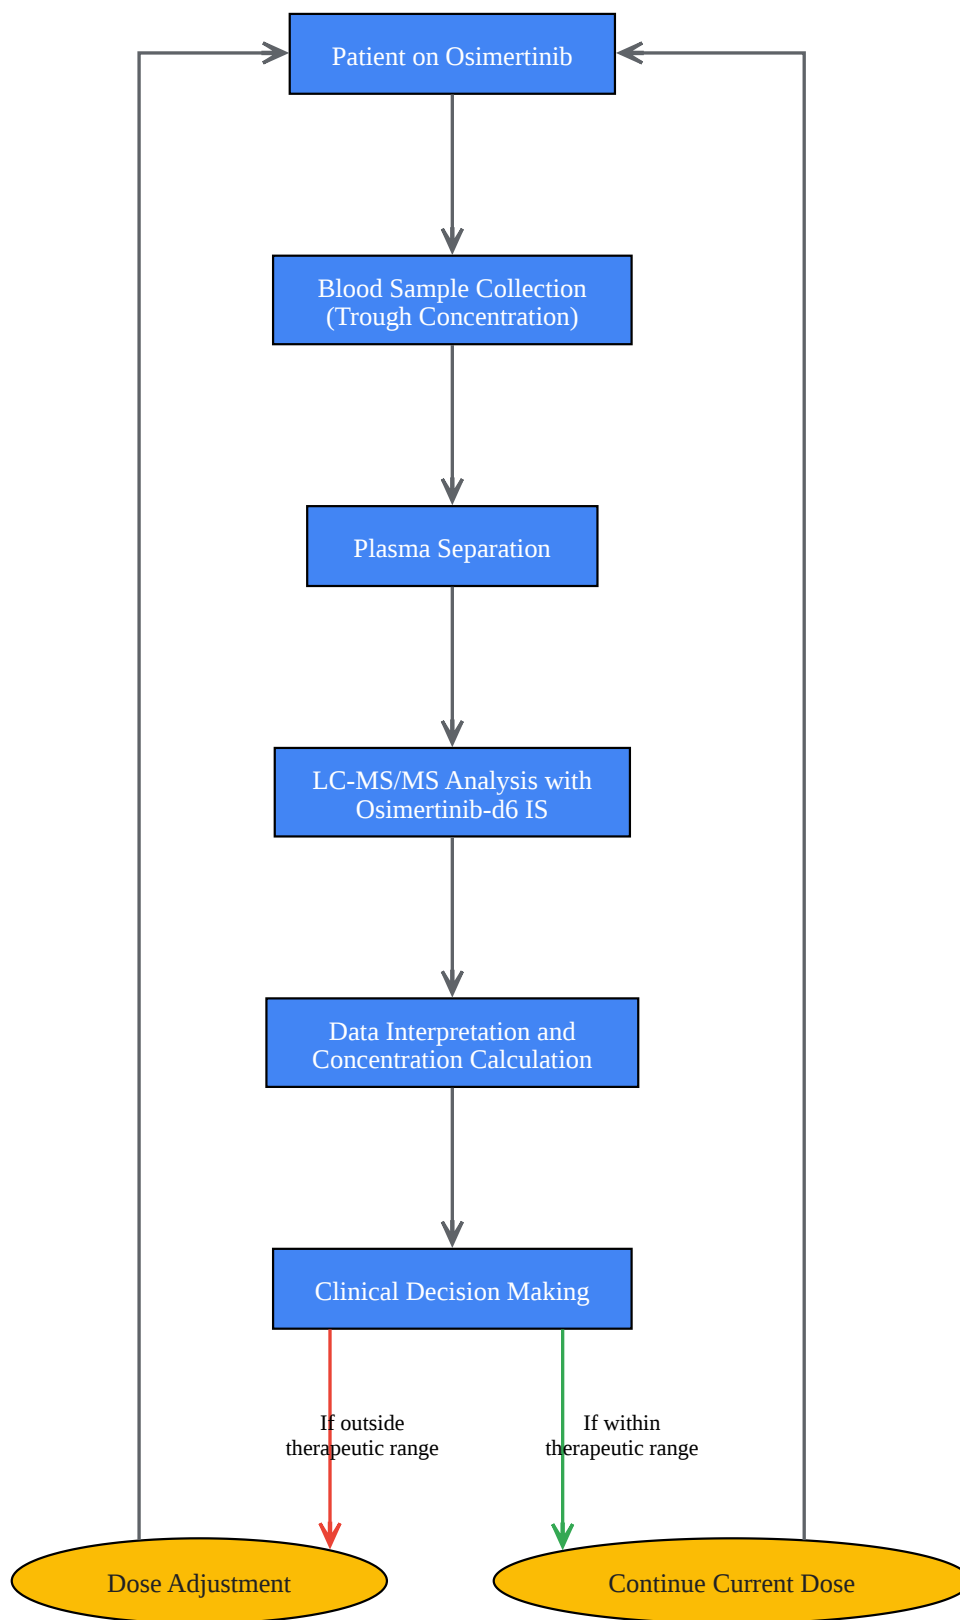 Patient on Osimertinib
Blood Sample Collection
(Trough Concentration)
Plasma Separation
LC-MS/MS Analysis with
Osimertinib-d6 IS
Data Interpretation and
Concentration Calculation
Clinical Decision Making
If outside
therapeutic range
If within
therapeutic range
Dose Adjustment
Continue Current Dose